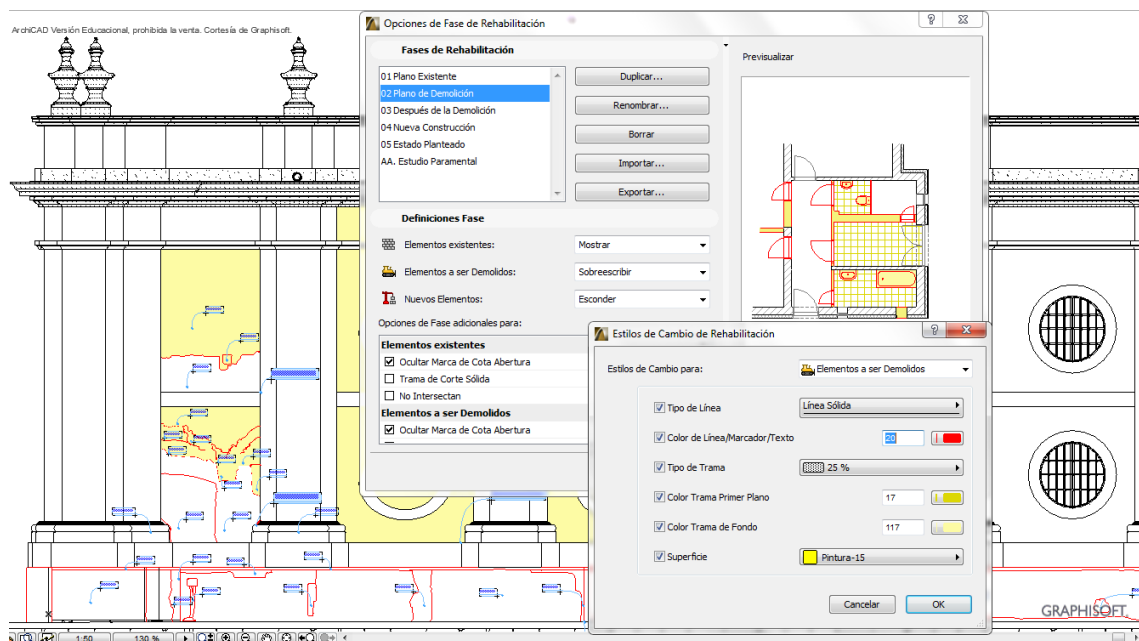 ArchiCAD Versión Educacional, prohibida la venta. Cortesía de Graphisoft.
Opciones de Fase de Rehabilitación
Fases de Rehabilitación
01 Plano Existente
02 Plano de Demolición
03 Después de la Demolición
04 Nueva Construcción
05 Estado Planteado
AA. Estudio Paramental
Duplicar...
Renombrar...
Borrar
Importar...
Exportar...
Previsualizar
Definiciones Fase
Elementos existentes:
Mostrar
Elementos a ser Demolidos:
Sobreescribir
Nuevos Elementos:
Esconder
Opciones de Fase adicionales para:
Elementos existentes
Ocultar Marca de Cota Abertura
Trama de Corte Sólida
No Intersectan
Elementos a ser Demolidos
Ocultar Marca de Cota Abertura
Estilos de Cambio de Rehabilitación
Estilos de Cambio para:
Elementos a ser Demolidos
Tipo de Línea
Línea Sólida
Color de Línea/Marcador/Texto
20
Tipo de Trama
25 %
Color Trama Primer Plano
17
Color Trama de Fondo
117
Superficie
Pintura-15
Cancelar
OK
GRAPHISOFT.
1:50
130 %